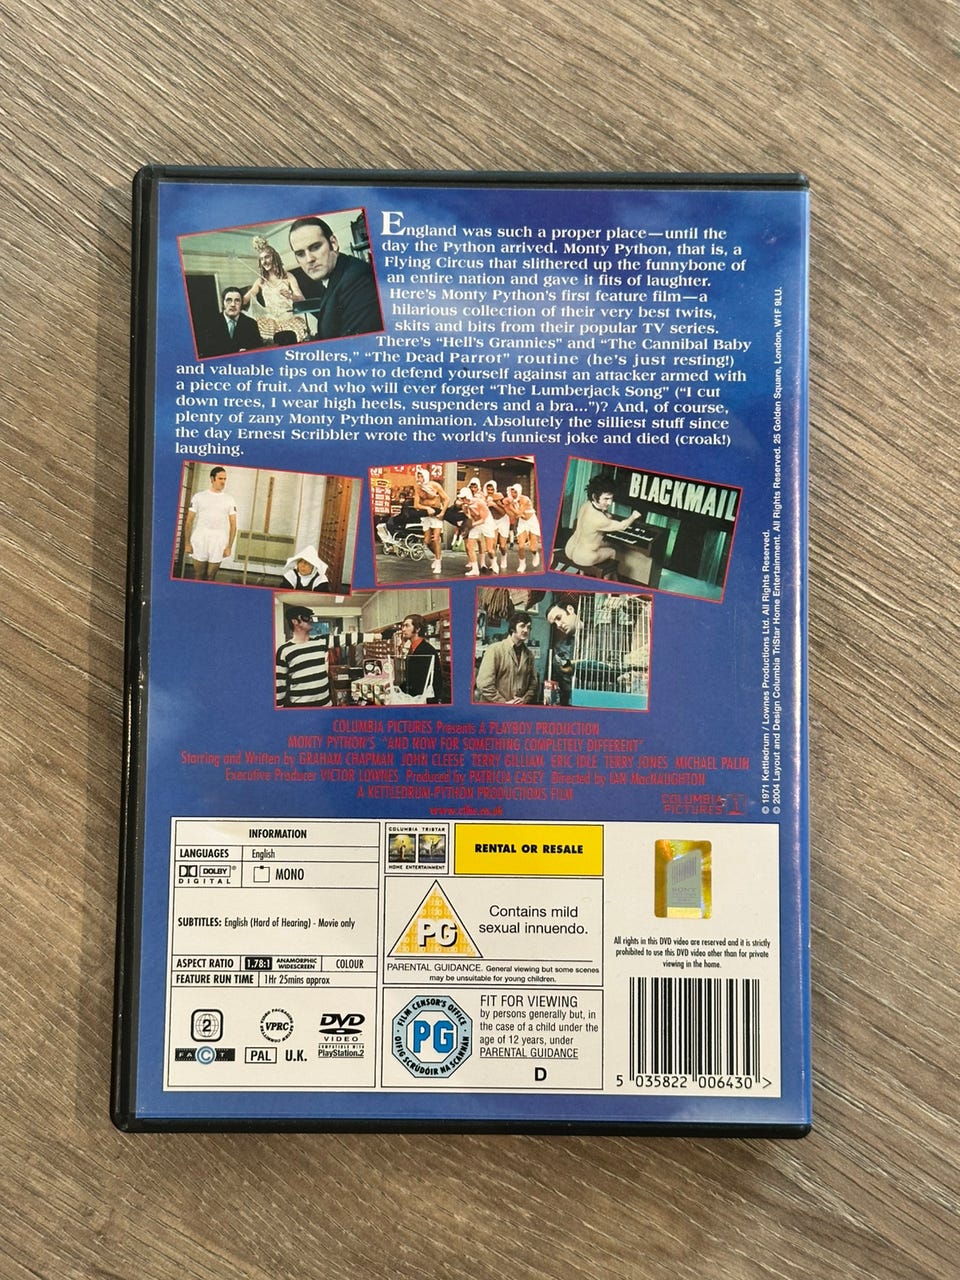 England was such a proper place—until the
day the Python arrived. Monty Python, that is, a
Flying Circus that slithered up the funnybone of
an entire nation and gave it fits of laughter.
Here's Monty Python's first feature film—a
hilarious collection of their very best twits,
skits and bits from their popular TV series.
There's "Hell's Grannies" and "The Cannibal Baby
Strollers," "The Dead Parrot" routine (he's just resting!)
and valuable tips on how to defend yourself against an attacker armed with
a piece of fruit. And who will ever forget "The Lumberjack Song" ("I cut
down trees, I wear high heels, suspenders and a bra...")? And, of course,
plenty of zany Monty Python animation. Absolutely the silliest stuff since
the day Ernest Scribbler wrote the world's funniest joke and died (croak!)
laughing.
23
BLACKMAIL
COLUMBIA PICTURES Presents A PLAYBOY PRODUCTION
MONTY PYTHON'S "AND NOW FOR SOMETHING COMPLETELY DIFFERENT"
Starring and Written by GRAHAM CHAPMAN JOHN CLEESE TERRY GILLIAM ERIC IDLE TERRY JONES MICHAEL PALIN
Executive Producer VICTOR LOWNES Produced by PATRICIA CASEY Directed by IAN MacNAUGHTON
A KETTLEDRUM-PYTHON PRODUCTIONS FILM
COLUMBIA
PICTURES
© 1971 Kettledrum / Lownes Productions Ltd. All Rights Reserved.
© 2004 Layout and Design Columbia TriStar Home Entertainment. All Rights Reserved. 25 Golden Square, London, W1F 9LU.
INFORMATION
LANGUAGES English
DOLBY DIGITAL MONO
SUBTITLES: English (Hard of Hearing) - Movie only
ASPECT RATIO 1.78:1 ANAMORPHIC WIDESCREEN COLOUR
FEATURE RUN TIME 1Hr 25mins approx
2
VPRC
DVD
VIDEO
COMPATIBLE WITH
PlayStation.2
FACT
PAL U.K.
COLUMBIA TRISTAR
HOME ENTERTAINMENT
RENTAL OR RESALE
PG
Contains mild
sexual innuendo.
PARENTAL GUIDANCE. General viewing but some scenes
may be unsuitable for young children.
FILM CENSOR'S OFFICE
PG
OIFIG SCRÚDÓIR NA SCANNÁN
FIT FOR VIEWING
by persons generally but, in
the case of a child under the
age of 12 years, under
PARENTAL GUIDANCE
D
SONY
All rights in this DVD video are reserved and it is strictly
prohibited to use this DVD video other than for private
viewing in the home.
5 035822 006430 >